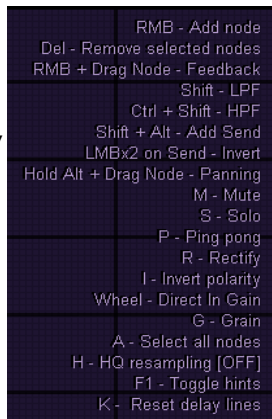 RMB - Add node
Del - Remove selected nodes
RMB + Drag Node - Feedback
Shift - LPF
Ctrl + Shift - HPF
Shift + Alt - Add Send
LMBx2 on Send - Invert
Hold Alt + Drag Node - Panning
M - Mute
S - Solo
P - Ping pong
R - Rectify
I - Invert polarity
Wheel - Direct In Gain
G - Grain
A - Select all nodes
H - HQ resampling [OFF]
F1 - Toggle hints
K - Reset delay lines